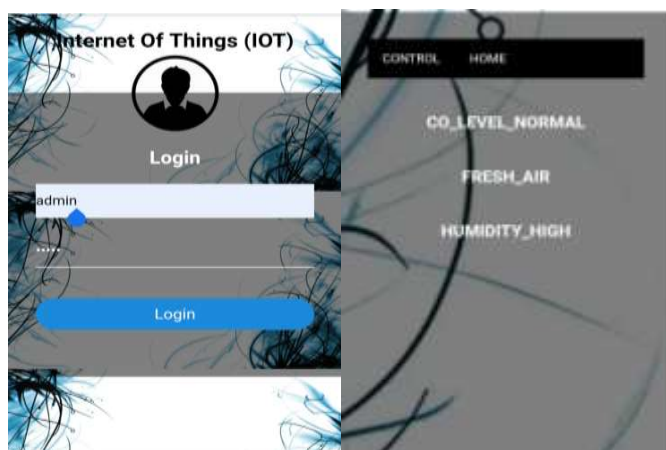 Internet Of Things (IOT)
Login
admin
.....
Login
CONTROL HOME
CO_LEVEL_NORMAL
FRESH_AIR
HUMIDITY_HIGH